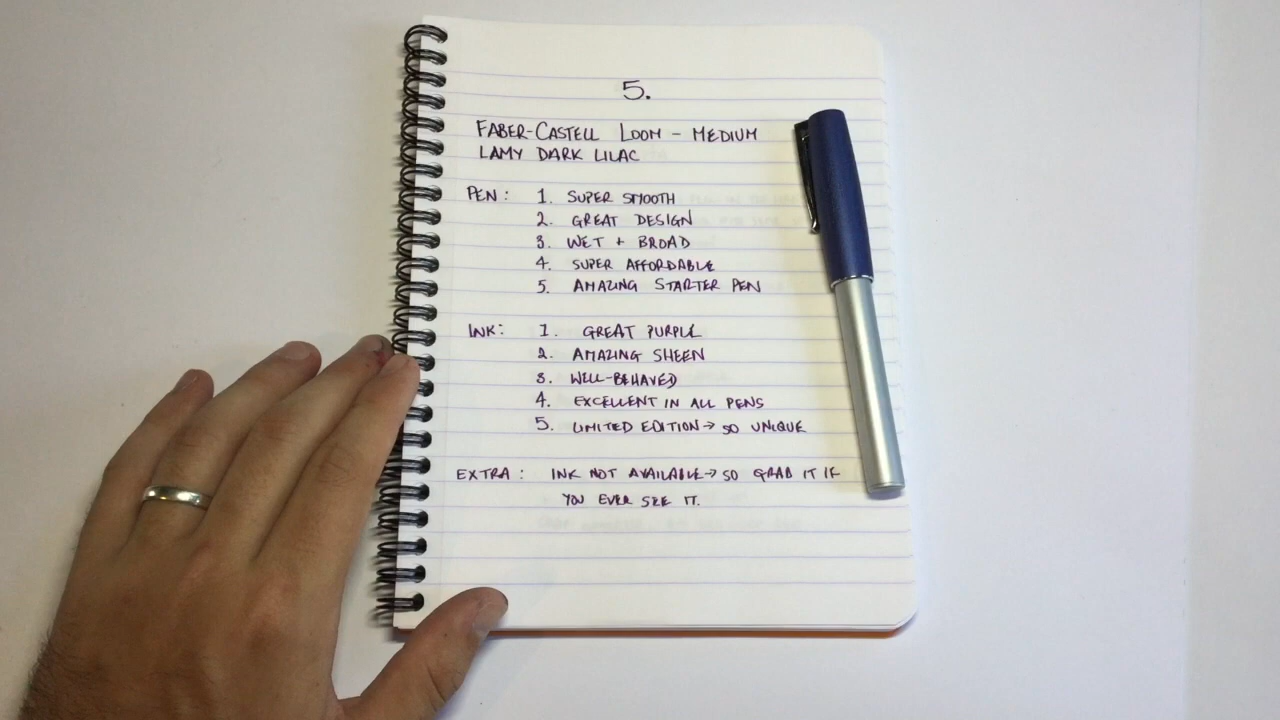 5.
FABER-CASTELL LOOM - MEDIUM
LAMY DARK LILAC
PEN: 1. SUPER SMOOTH
2. GREAT DESIGN
3. WET + BROAD
4. SUPER AFFORDABLE
5. AMAZING STARTER PEN
INK: 1. GREAT PURPLE
2. AMAZING SHEEN
3. WELL-BEHAVED
4. EXCELLENT IN ALL PENS
5. LIMITED EDITION → SO UNIQUE
EXTRA: INK NOT AVAILABLE → SO GRAB IT IF
YOU EVER SEE IT.